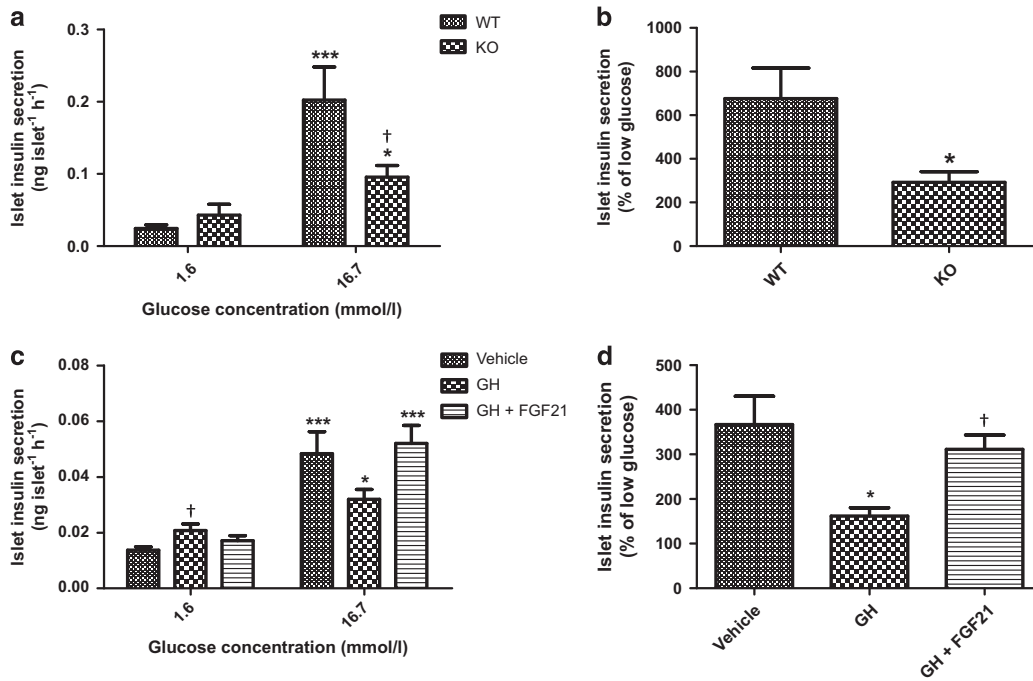 a
Islet insulin secretion
(ng islet⁻¹ h⁻¹)
0.3
0.2
0.1
0.0
***
†
*
WT
KO
1.6
16.7
Glucose concentration (mmol/l)
b
Islet insulin secretion
(% of low glucose)
1000
800
600
400
200
0
*
WT
KO
c
Islet insulin secretion
(ng islet⁻¹ h⁻¹)
0.08
0.06
0.04
0.02
0.00
†
***
*
***
Vehicle
GH
GH + FGF21
1.6
16.7
Glucose concentration (mmol/l)
d
Islet insulin secretion
(% of low glucose)
500
400
300
200
100
0
*
†
Vehicle
GH
GH + FGF21